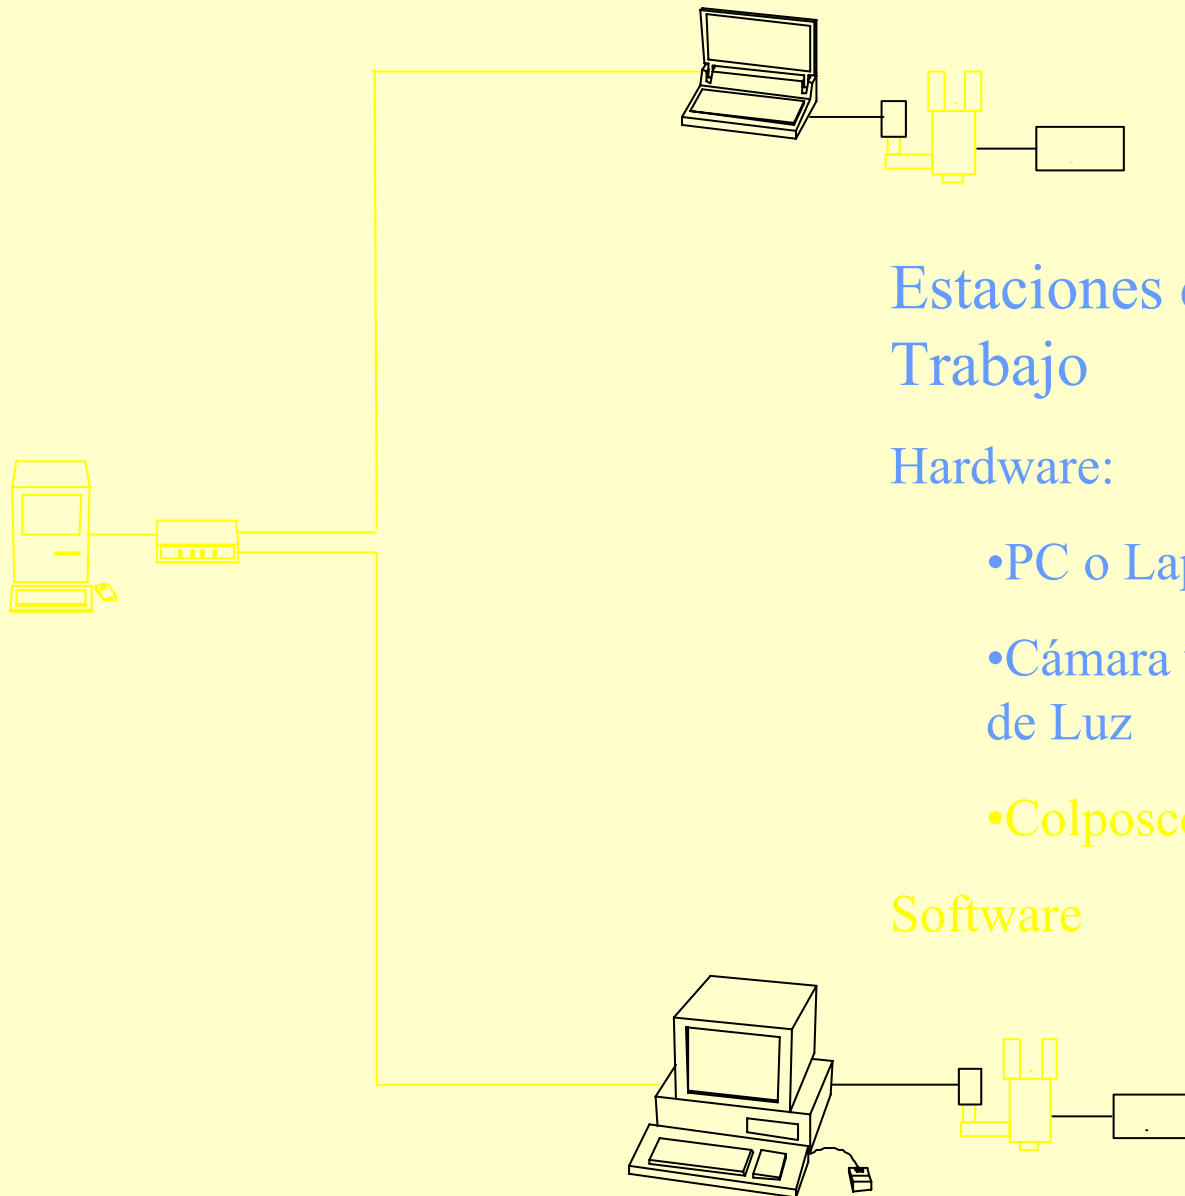 Estaciones
Trabajo
Hardware:
•PC o
•Cámara
de Luz
Software